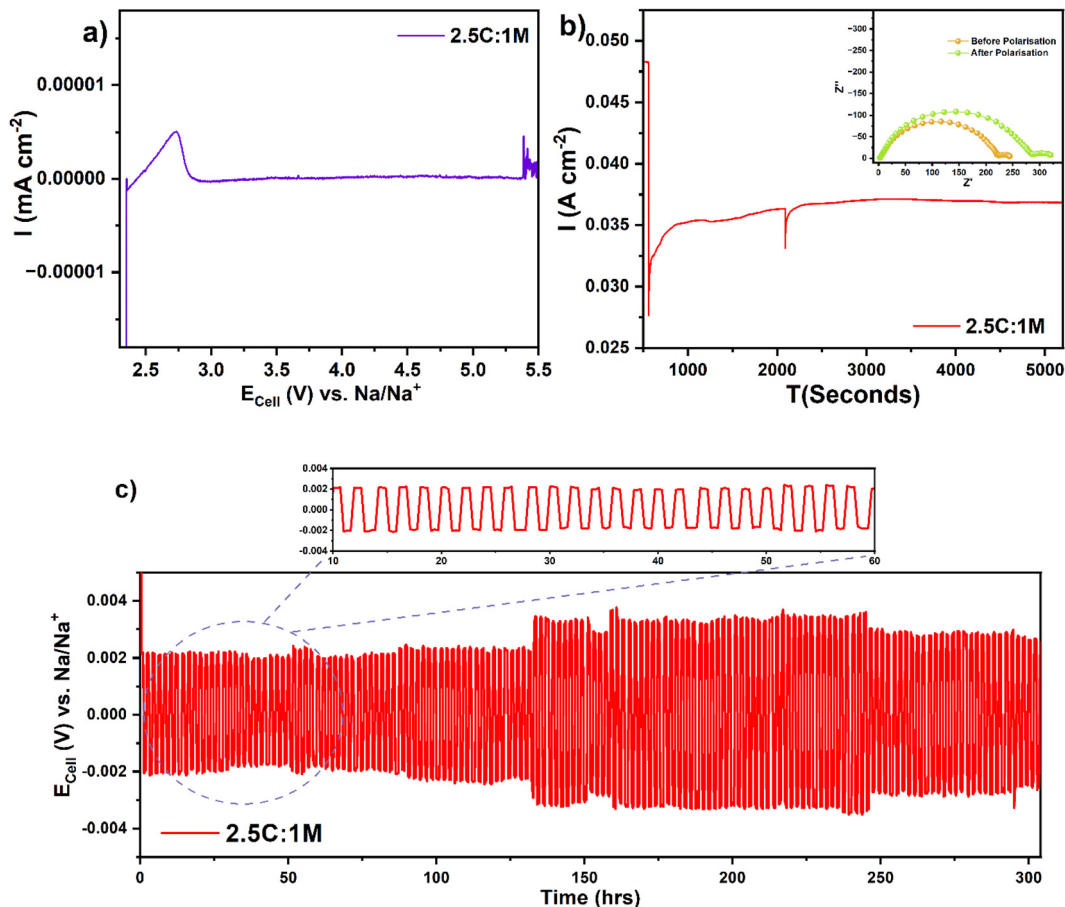 a)
2.5C:1M
0.00001
0.00000
−0.00001
I (mA cm-2)
2.5 3.0 3.5 4.0 4.5 5.0 5.5
ECell (V) vs. Na/Na+
b)
0.050
0.045
0.040
0.035
0.030
0.025
I (A cm-2)
1000 2000 3000 4000 5000
T(Seconds)
2.5C:1M
Before Polarisation
After Polarisation
-300
-250
-200
-150
-100
-50
0
Z''
0 50 100 150 200 250 300
Z'
c)
0.004
0.002
0.000
-0.002
-0.004
10 20 30 40 50 60
0.004
0.002
0.000
-0.002
-0.004
ECell (V) vs. Na/Na+
2.5C:1M
0 50 100 150 200 250 300
Time (hrs)